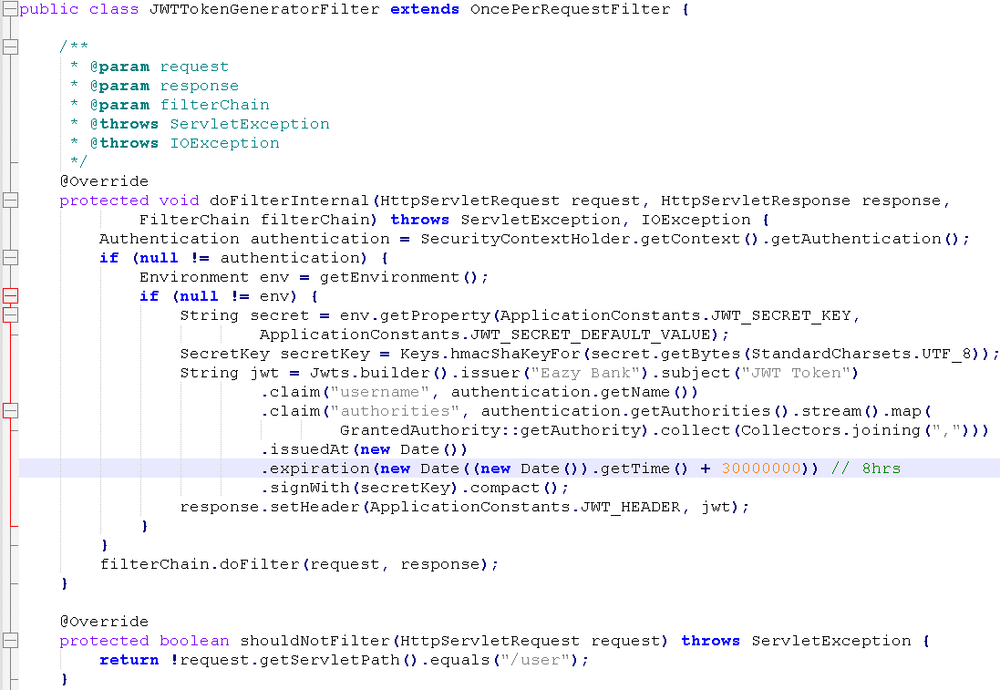 public class JWTTokenGeneratorFilter extends OncePerRequestFilter {
/**
* @param request
* @param response
* @param filterChain
* @throws ServletException
* @throws IOException
*/
@Override
protected void doFilterInternal(HttpServletRequest request, HttpServletResponse response,
FilterChain filterChain) throws ServletException, IOException {
Authentication authentication = SecurityContextHolder.getContext().getAuthentication();
if (null != authentication) {
Environment env = getEnvironment();
if (null != env) {
String secret = env.getProperty(ApplicationConstants.JWT_SECRET_KEY,
ApplicationConstants.JWT_SECRET_DEFAULT_VALUE);
SecretKey secretKey = Keys.hmacShaKeyFor(secret.getBytes(StandardCharsets.UTF_8));
String jwt = Jwts.builder().issuer("Eazy Bank").subject("JWT Token")
.claim("username", authentication.getName())
.claim("authorities", authentication.getAuthorities().stream().map(
GrantedAuthority::getAuthority).collect(Collectors.joining(",")))
.issuedAt(new Date())
.expiration(new Date((new Date()).getTime() + 30000000)) // 8hrs
.signWith(secretKey).compact();
response.setHeader(ApplicationConstants.JWT_HEADER, jwt);
}
}
filterChain.doFilter(request, response);
}
@Override
protected boolean shouldNotFilter(HttpServletRequest request) throws ServletException {
return !request.getServletPath().equals("/user");
}